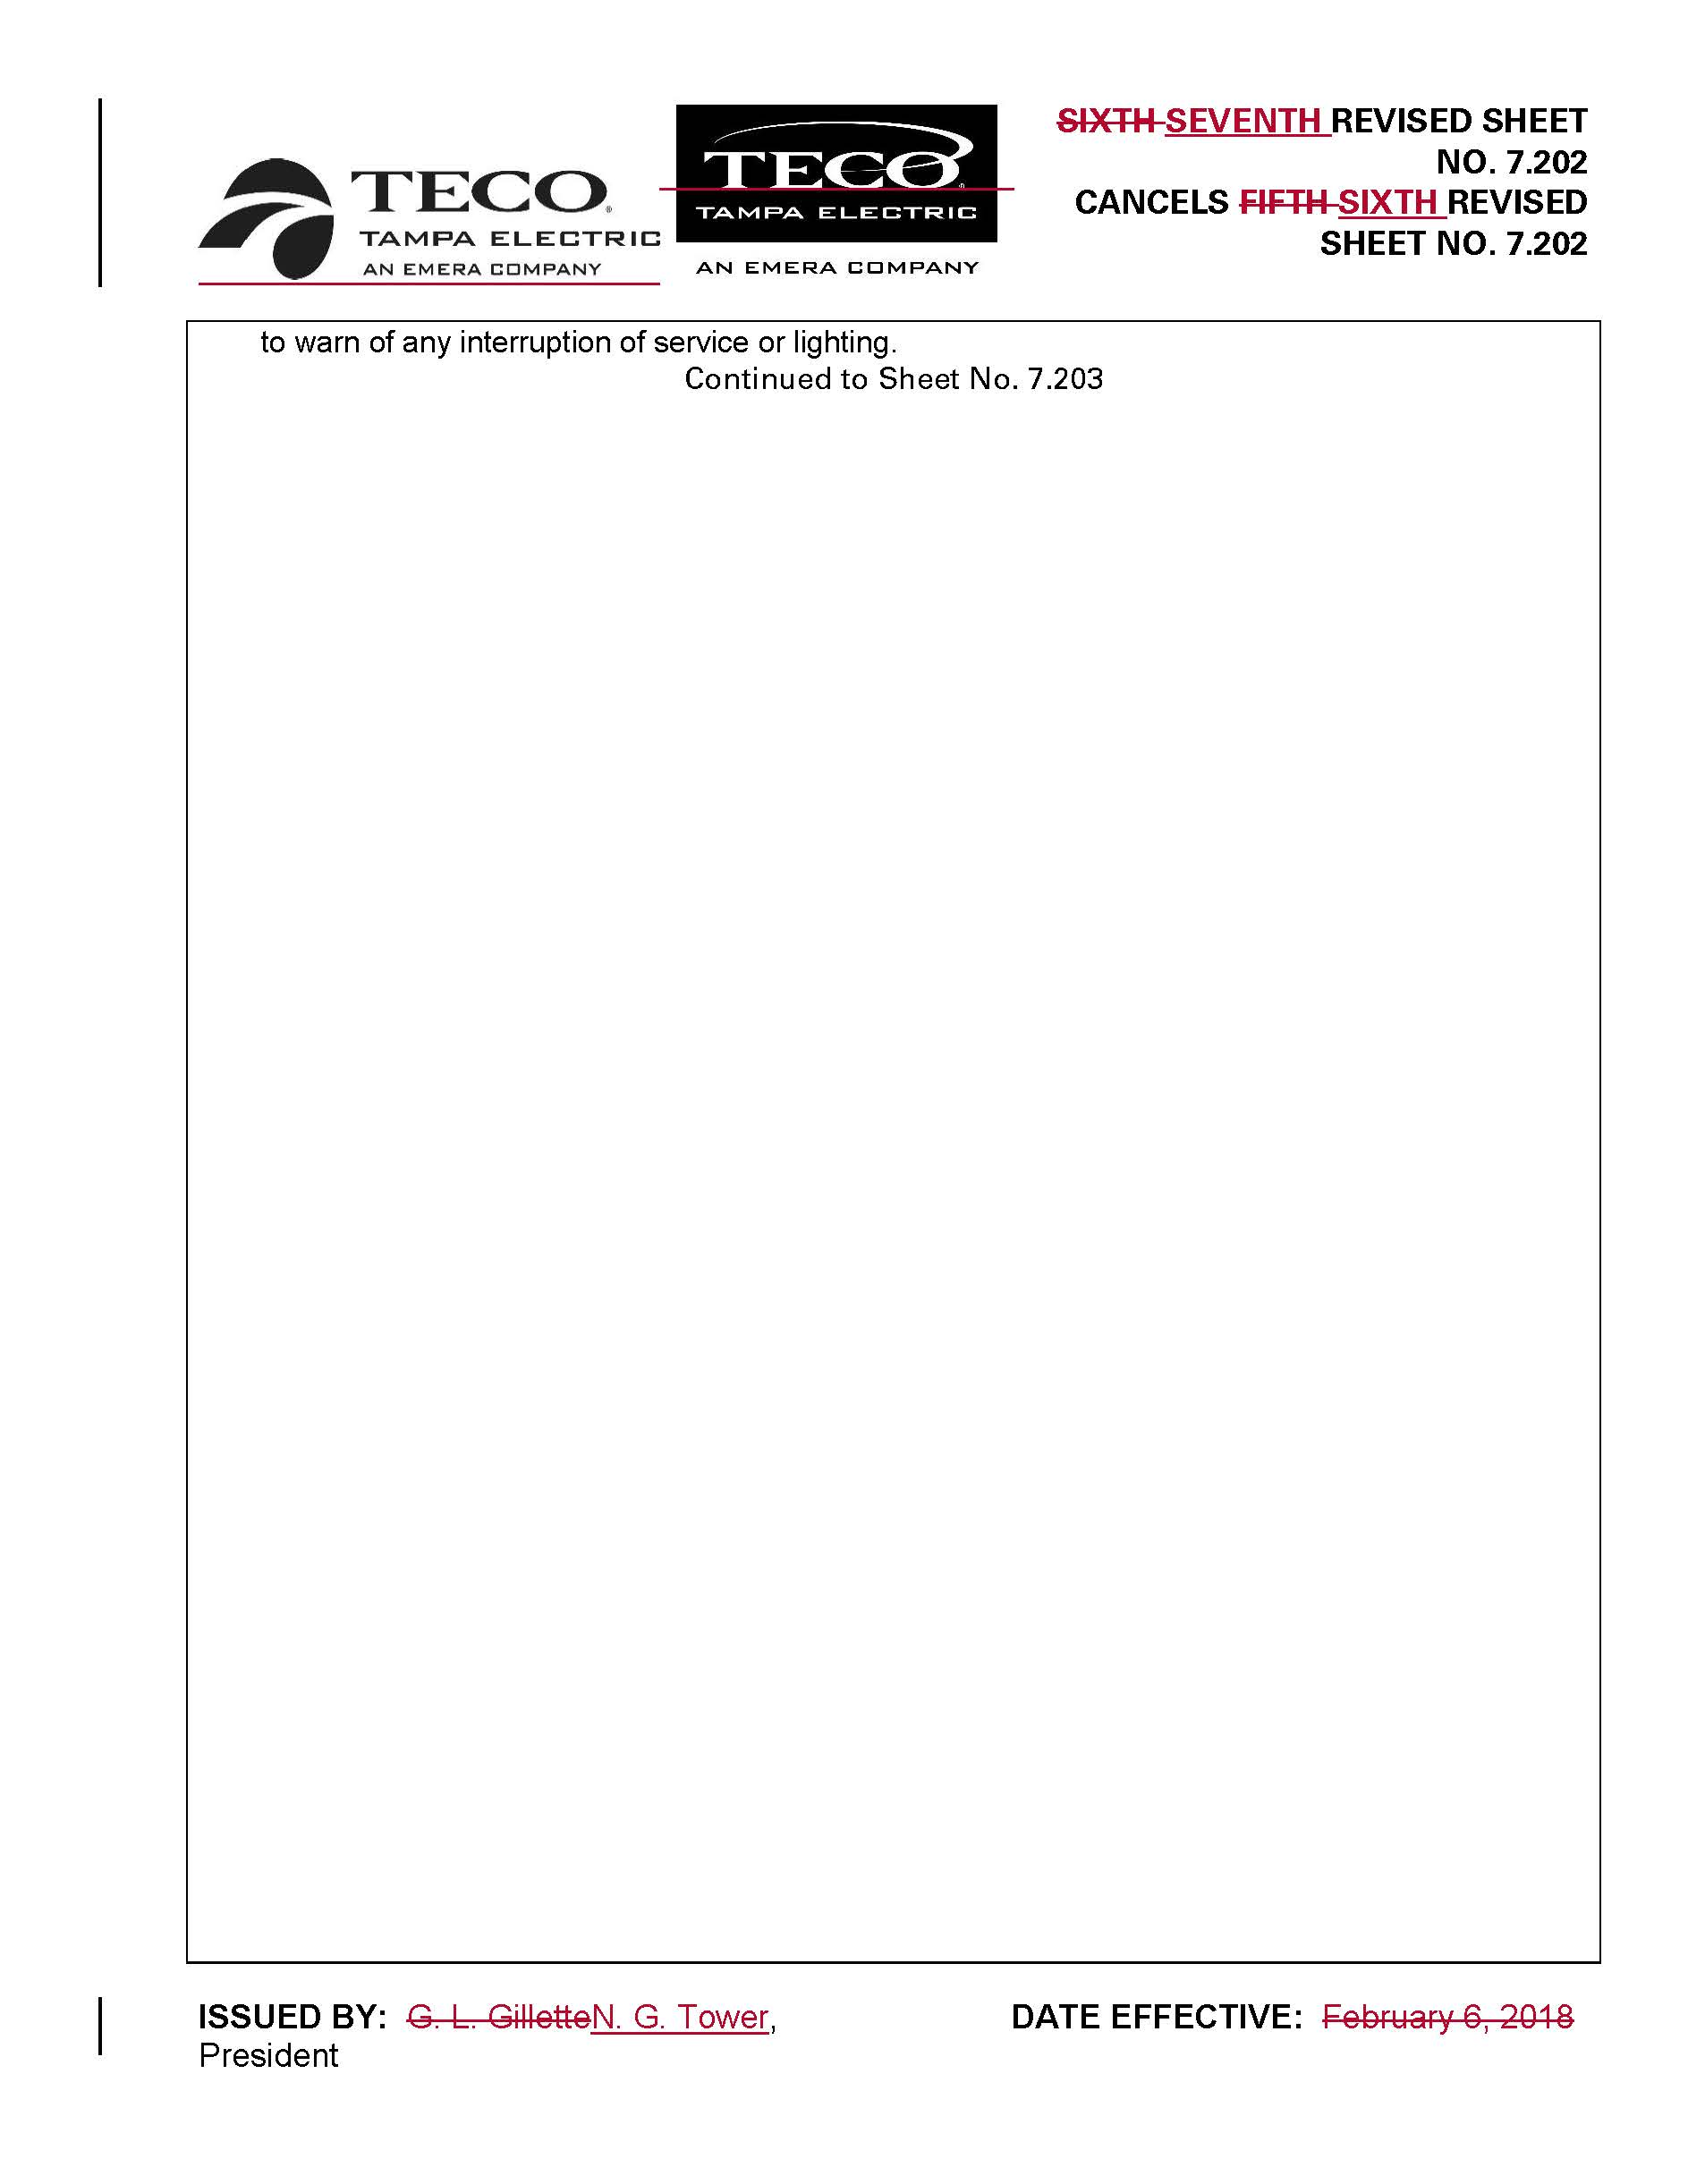 TECO
TAMPA ELECTRIC
AN EMERA COMPANY
TECO
TAMPA ELECTRIC
AN EMERA COMPANY
SIXTH SEVENTH REVISED SHEET
NO. 7.202
CANCELS FIFTH SIXTH REVISED
SHEET NO. 7.202
to warn of any interruption of service or lighting.
Continued to Sheet No. 7.203
ISSUED BY: G. L. GilletteN. G. Tower,
President
DATE EFFECTIVE: February 6, 2018